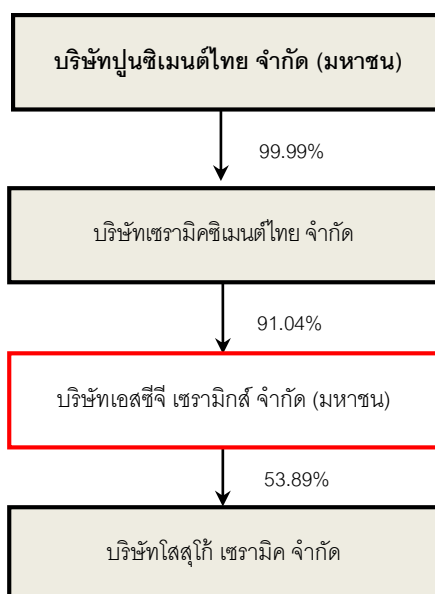 บริษัทปูนซิเมนต์ไทย จำกัด (มหาชน)
99.99%
บริษัทเซรามิคซิเมนต์ไทย จำกัด
91.04%
บริษัทเอสซีจี เซรามิกส์ จำกัด (มหาชน)
53.89%
บริษัทโสสุโก้ เซรามิค จำกัด